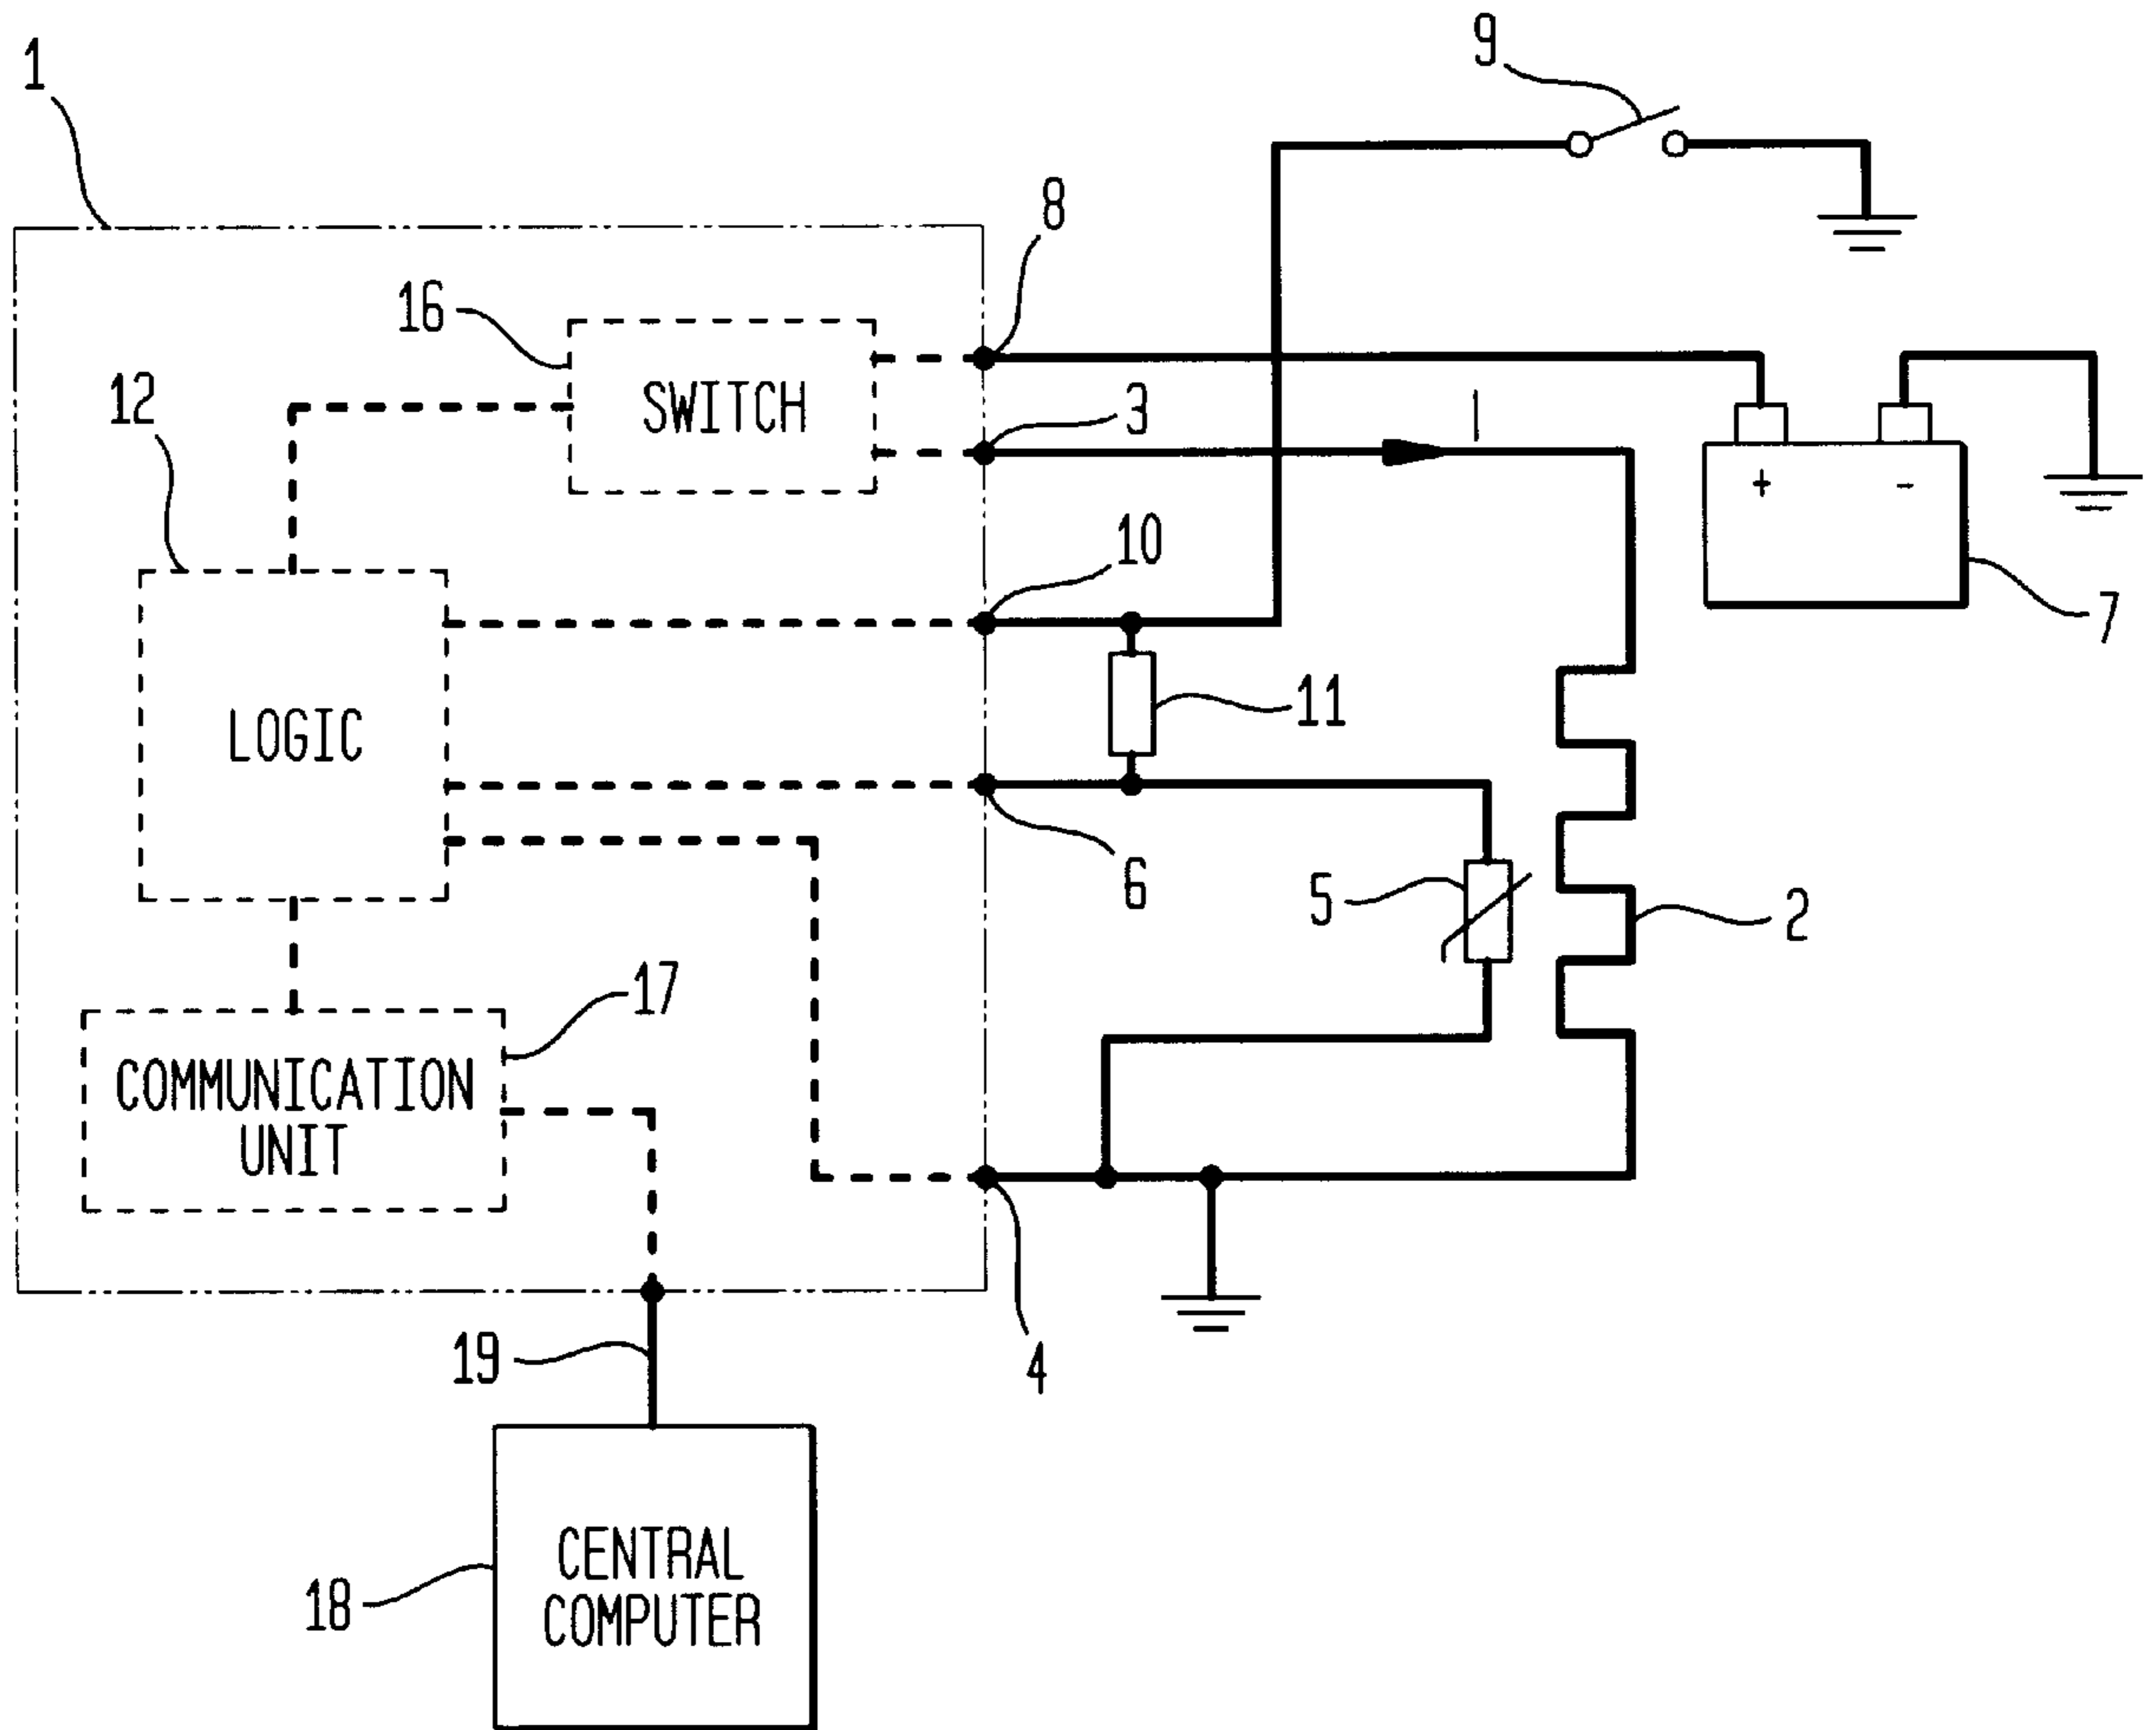 9
1
8
16
SWITCH
12
3
I
+ -
10
7
11
LOGIC
6
5
2
17
COMMUNICATION
UNIT
19
4
CENTRAL
COMPUTER
18